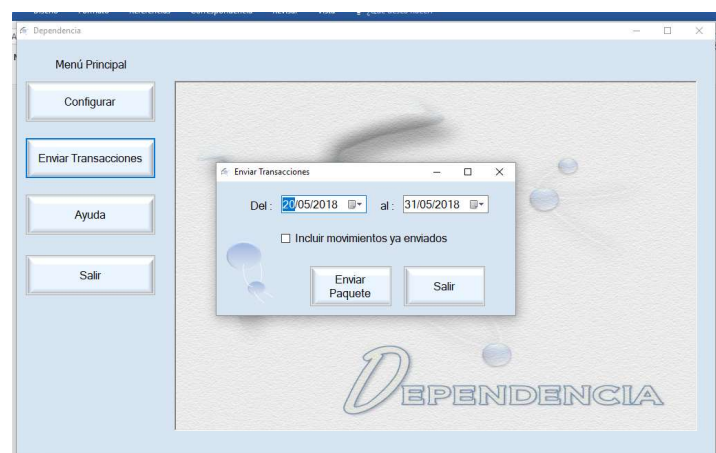 Dependencia
Menú Principal
Configurar
Enviar Transacciones
Ayuda
Salir
Enviar Transacciones
Del : 20/05/2018 al : 31/05/2018
Incluir movimientos ya enviados
Enviar
Paquete
Salir
DEPENDENCIA